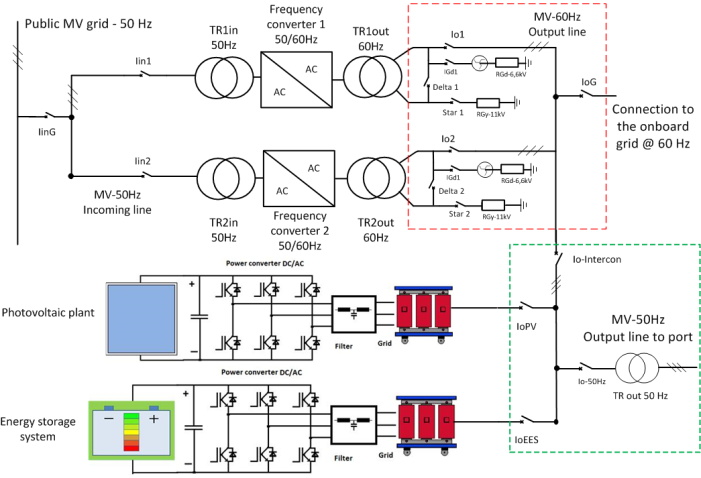 Public MV grid - 50 Hz
TR1in
50Hz
Frequency
converter 1
50/60Hz
TR1out
60Hz
MV-60Hz
Output line
Iin1
AC
AC
Io1
IGd1
RGd-6,6kV
Delta 1
Star 1
RGy-11kV
IoG
Connection to
the onboard
grid @ 60 Hz
IinG
Iin2
MV-50Hz
Incoming line
TR2in
50Hz
AC
AC
Frequency
converter 2
50/60Hz
TR2out
60Hz
Io2
IGd1
RGd-6,6kV
Delta 2
Star 2
RGy-11kV
Io-Intercon
Power converter DC/AC
Photovoltaic plant
+
−
Filter
Grid
IoPV
MV-50Hz
Output line to port
Io-50Hz
TR out 50 Hz
Power converter DC/AC
Energy storage
system
− +
+
−
Filter
Grid
IoEES